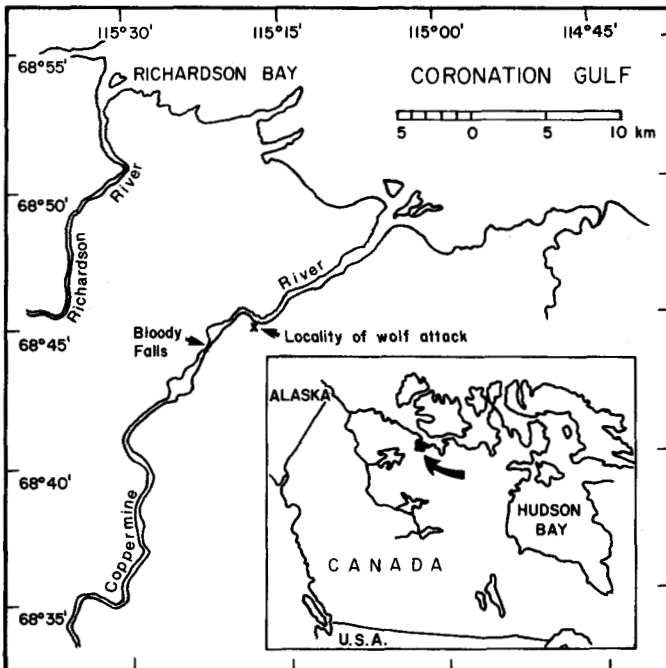 115°30' 115°15' 115°00' 114°45'
68°55'
RICHARDSON BAY
CORONATION GULF
5 0 5 10 km
68°50'
Richardson River
River
Bloody
Falls
Locality of wolf attack
68°45'
ALASKA
68°40'
HUDSON
BAY
Coppermine
CANADA
68°35'
U.S.A.